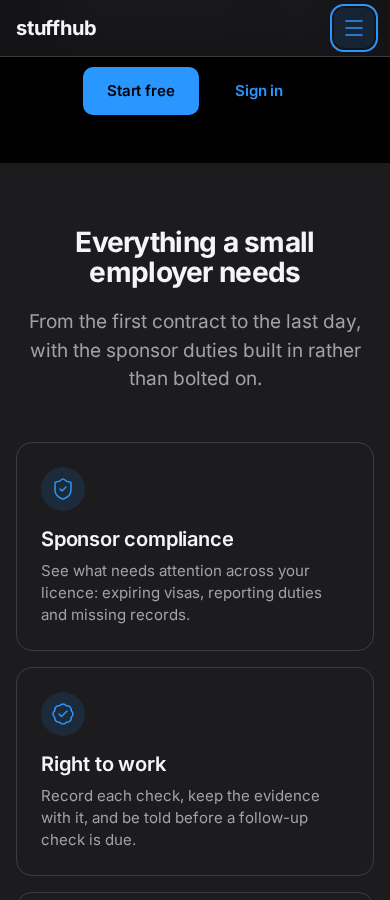 stuffhub
Start free
Sign in
Everything a small
employer needs
From the first contract to the last day,
with the sponsor duties built in rather
than bolted on.
Sponsor compliance
See what needs attention across your
licence: expiring visas, reporting duties
and missing records.
Right to work
Record each check, keep the evidence
with it, and be told before a follow-up
check is due.